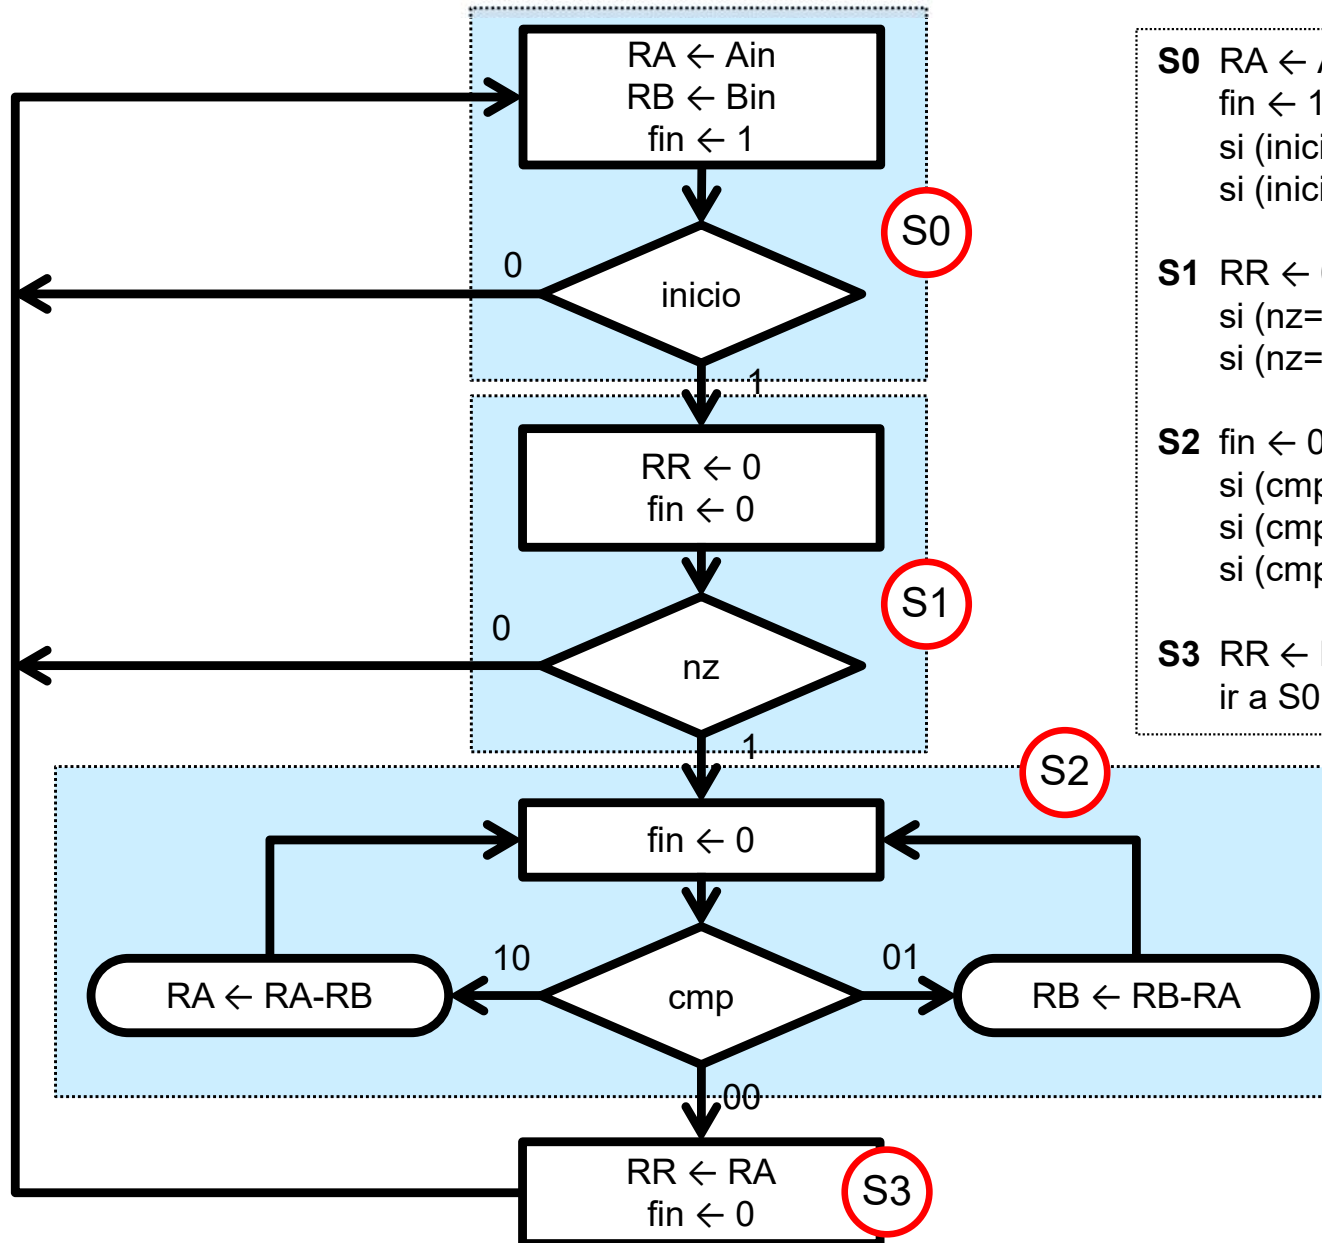 RA ← Ain
RB ← Bin
fin ← 1
S0
inicio
0
1
RR ← 0
fin ← 0
S1
nz
0
1
S2
fin ← 0
cmp
10
01
RA ← RA-RB
RB ← RB-RA
00
RR ← RA
fin ← 0
S3
S0 RA ←
fin ← 1
si (inici
si (inici
S1 RR ←
si (nz=
si (nz=
S2 fin ← 0
si (cmp
si (cmp
si (cmp
S3 RR ←
ir a S0